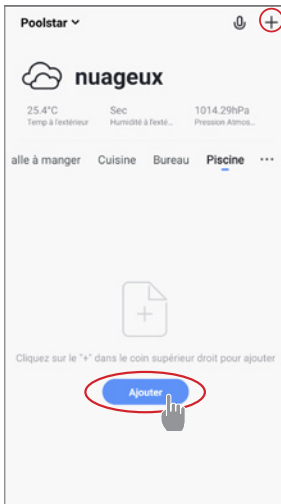 Poolstar
nuageux
25.4°C Sec 1014.29hPa
Temp à l'extérieur Humidité à l'exté... Pression Atmos...
alle à manger Cuisine Bureau Piscine ...
Cliquez sur le "+" dans le coin supérieur droit pour ajouter
Ajouter